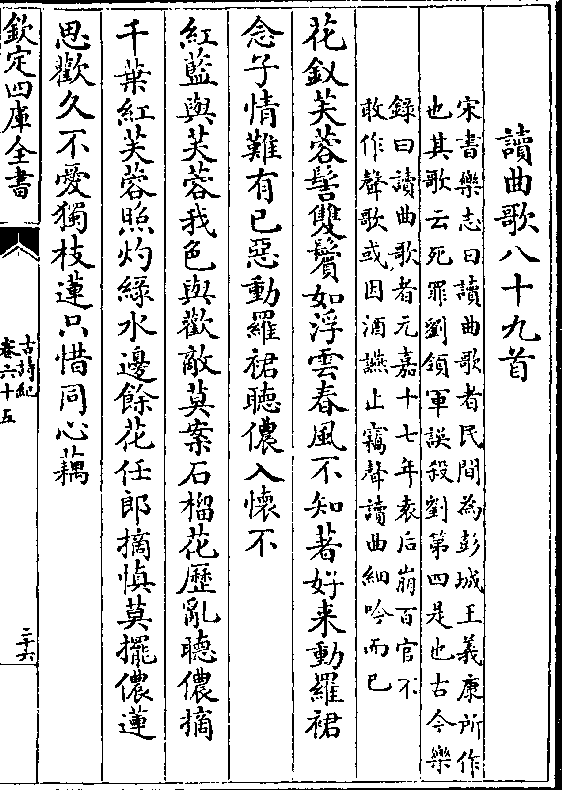 讀曲歌八十九首
宋書樂志曰讀曲歌者民間為彭城王義康所作
也其歌云死罪劉領軍誤殺劉第四是也古今樂
録曰讀曲歌者元嘉十七年袁后崩百官不
敢作聲歌或因酒讌止竊聲讀曲細吟而已
花釵芙蓉髻雙鬢如浮雲春風不知著好来動羅裙
念子情難有已惡動羅裙聽儂入懷不
紅藍與芙蓉我色與歡敵莫案石榴花歷亂聽儂摘
千葉紅芙蓉照灼緑水邊餘花任郎摘慎莫擺儂蓮
思歡久不愛獨枝蓮只惜同心藕
欽定四庫全書
古詩紀
卷六十五
三十六